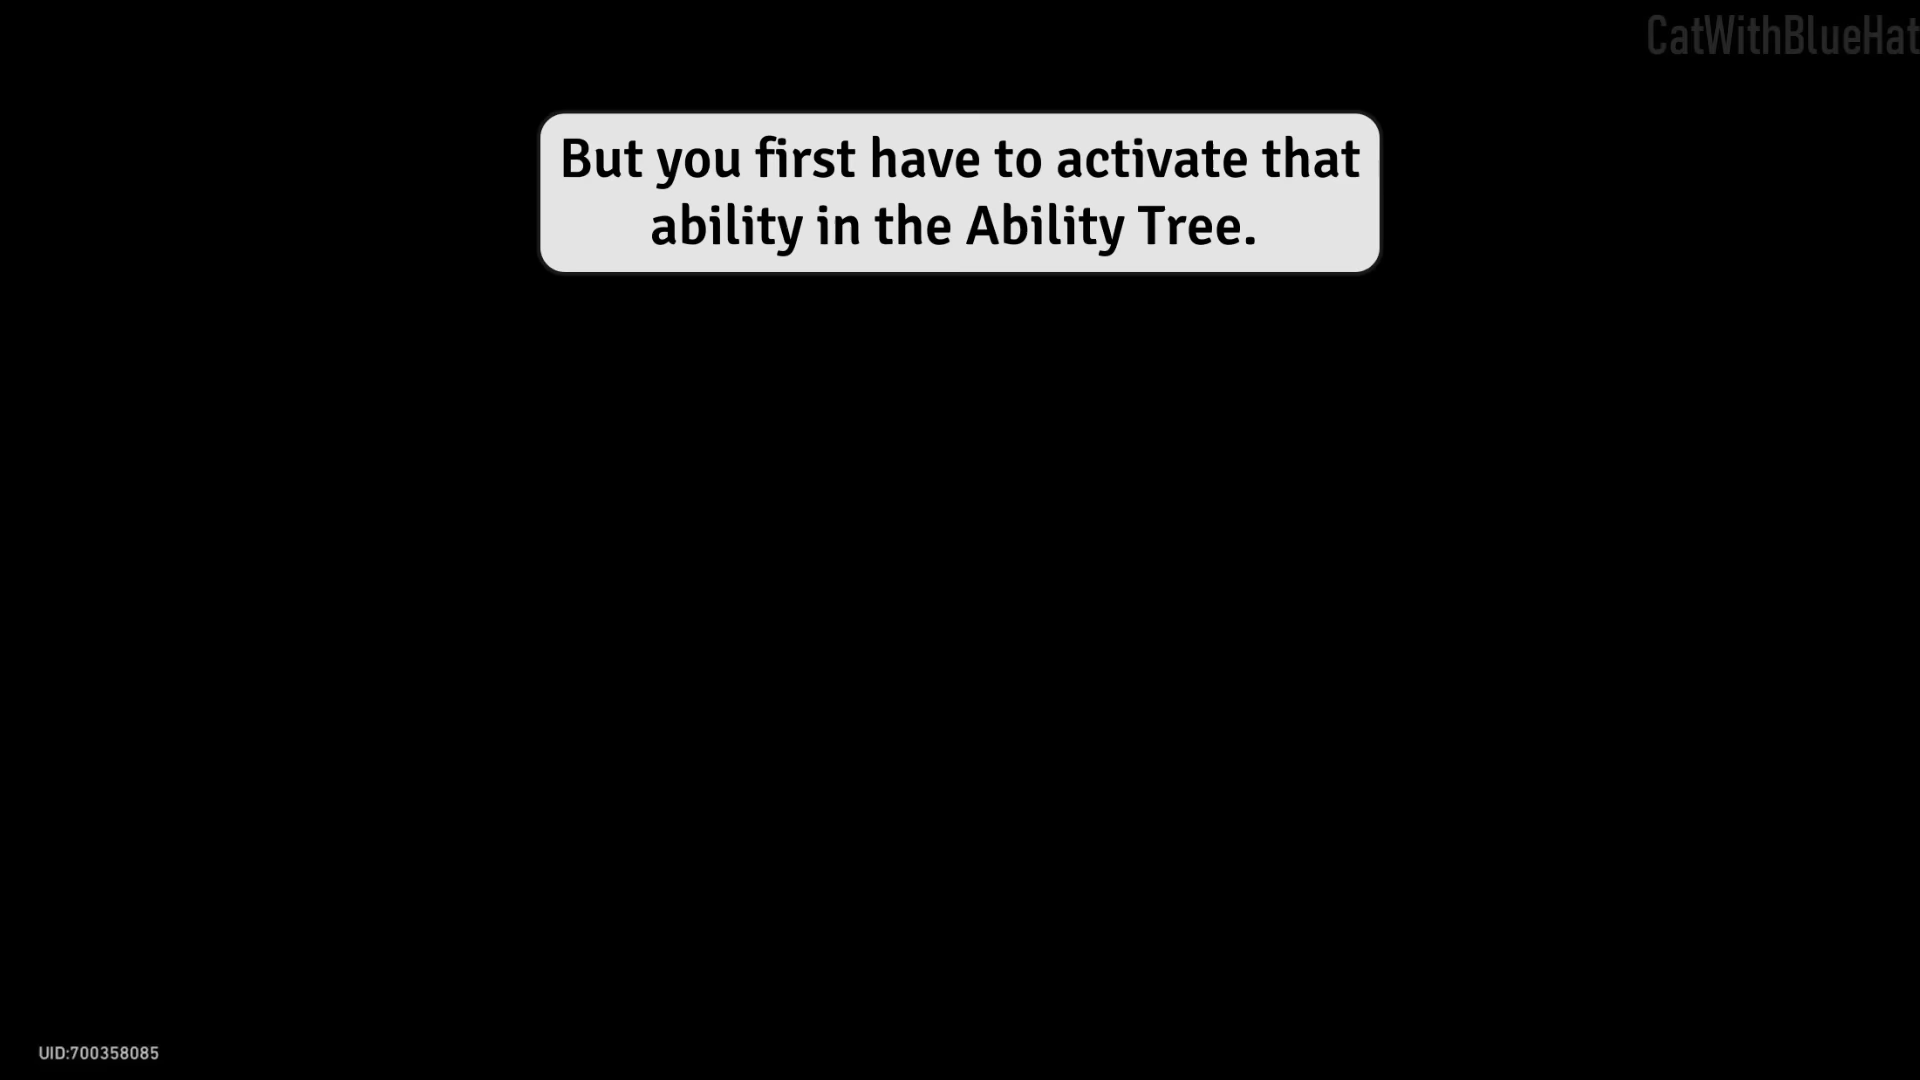 CatWithBlueHat
But you first have to activate that
ability in the Ability Tree.
UID:700358085